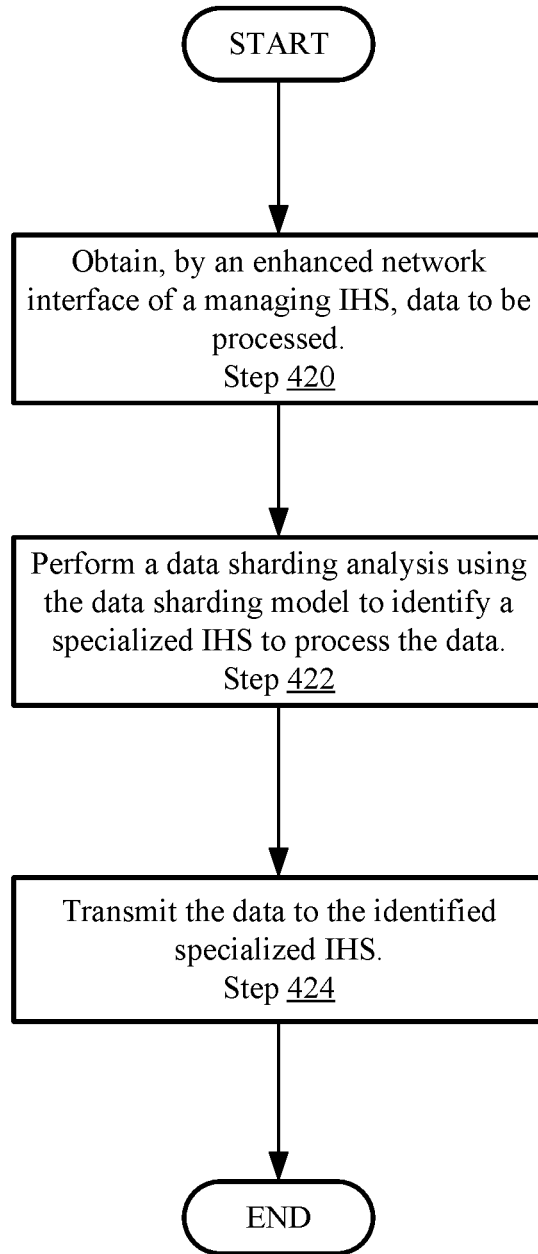 START
Obtain, by an enhanced network
interface of a managing IHS, data to be
processed.
Step 420
Perform a data sharding analysis using
the data sharding model to identify a
specialized IHS to process the data.
Step 422
Transmit the data to the identified
specialized IHS.
Step 424
END